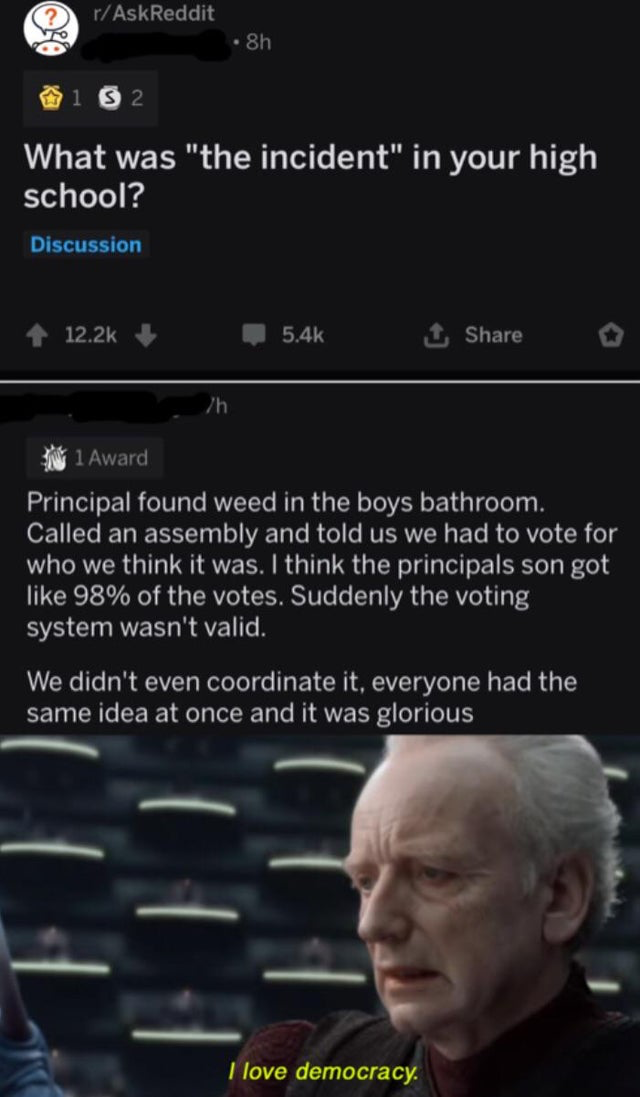 r/AskReddit
• 8h
1 2
What was "the incident" in your high
school?
Discussion
12.2k 5.4k Share
h
1 Award
Principal found weed in the boys bathroom.
Called an assembly and told us we had to vote for
who we think it was. I think the principals son got
like 98% of the votes. Suddenly the voting
system wasn't valid.
We didn't even coordinate it, everyone had the
same idea at once and it was glorious
I love democracy.